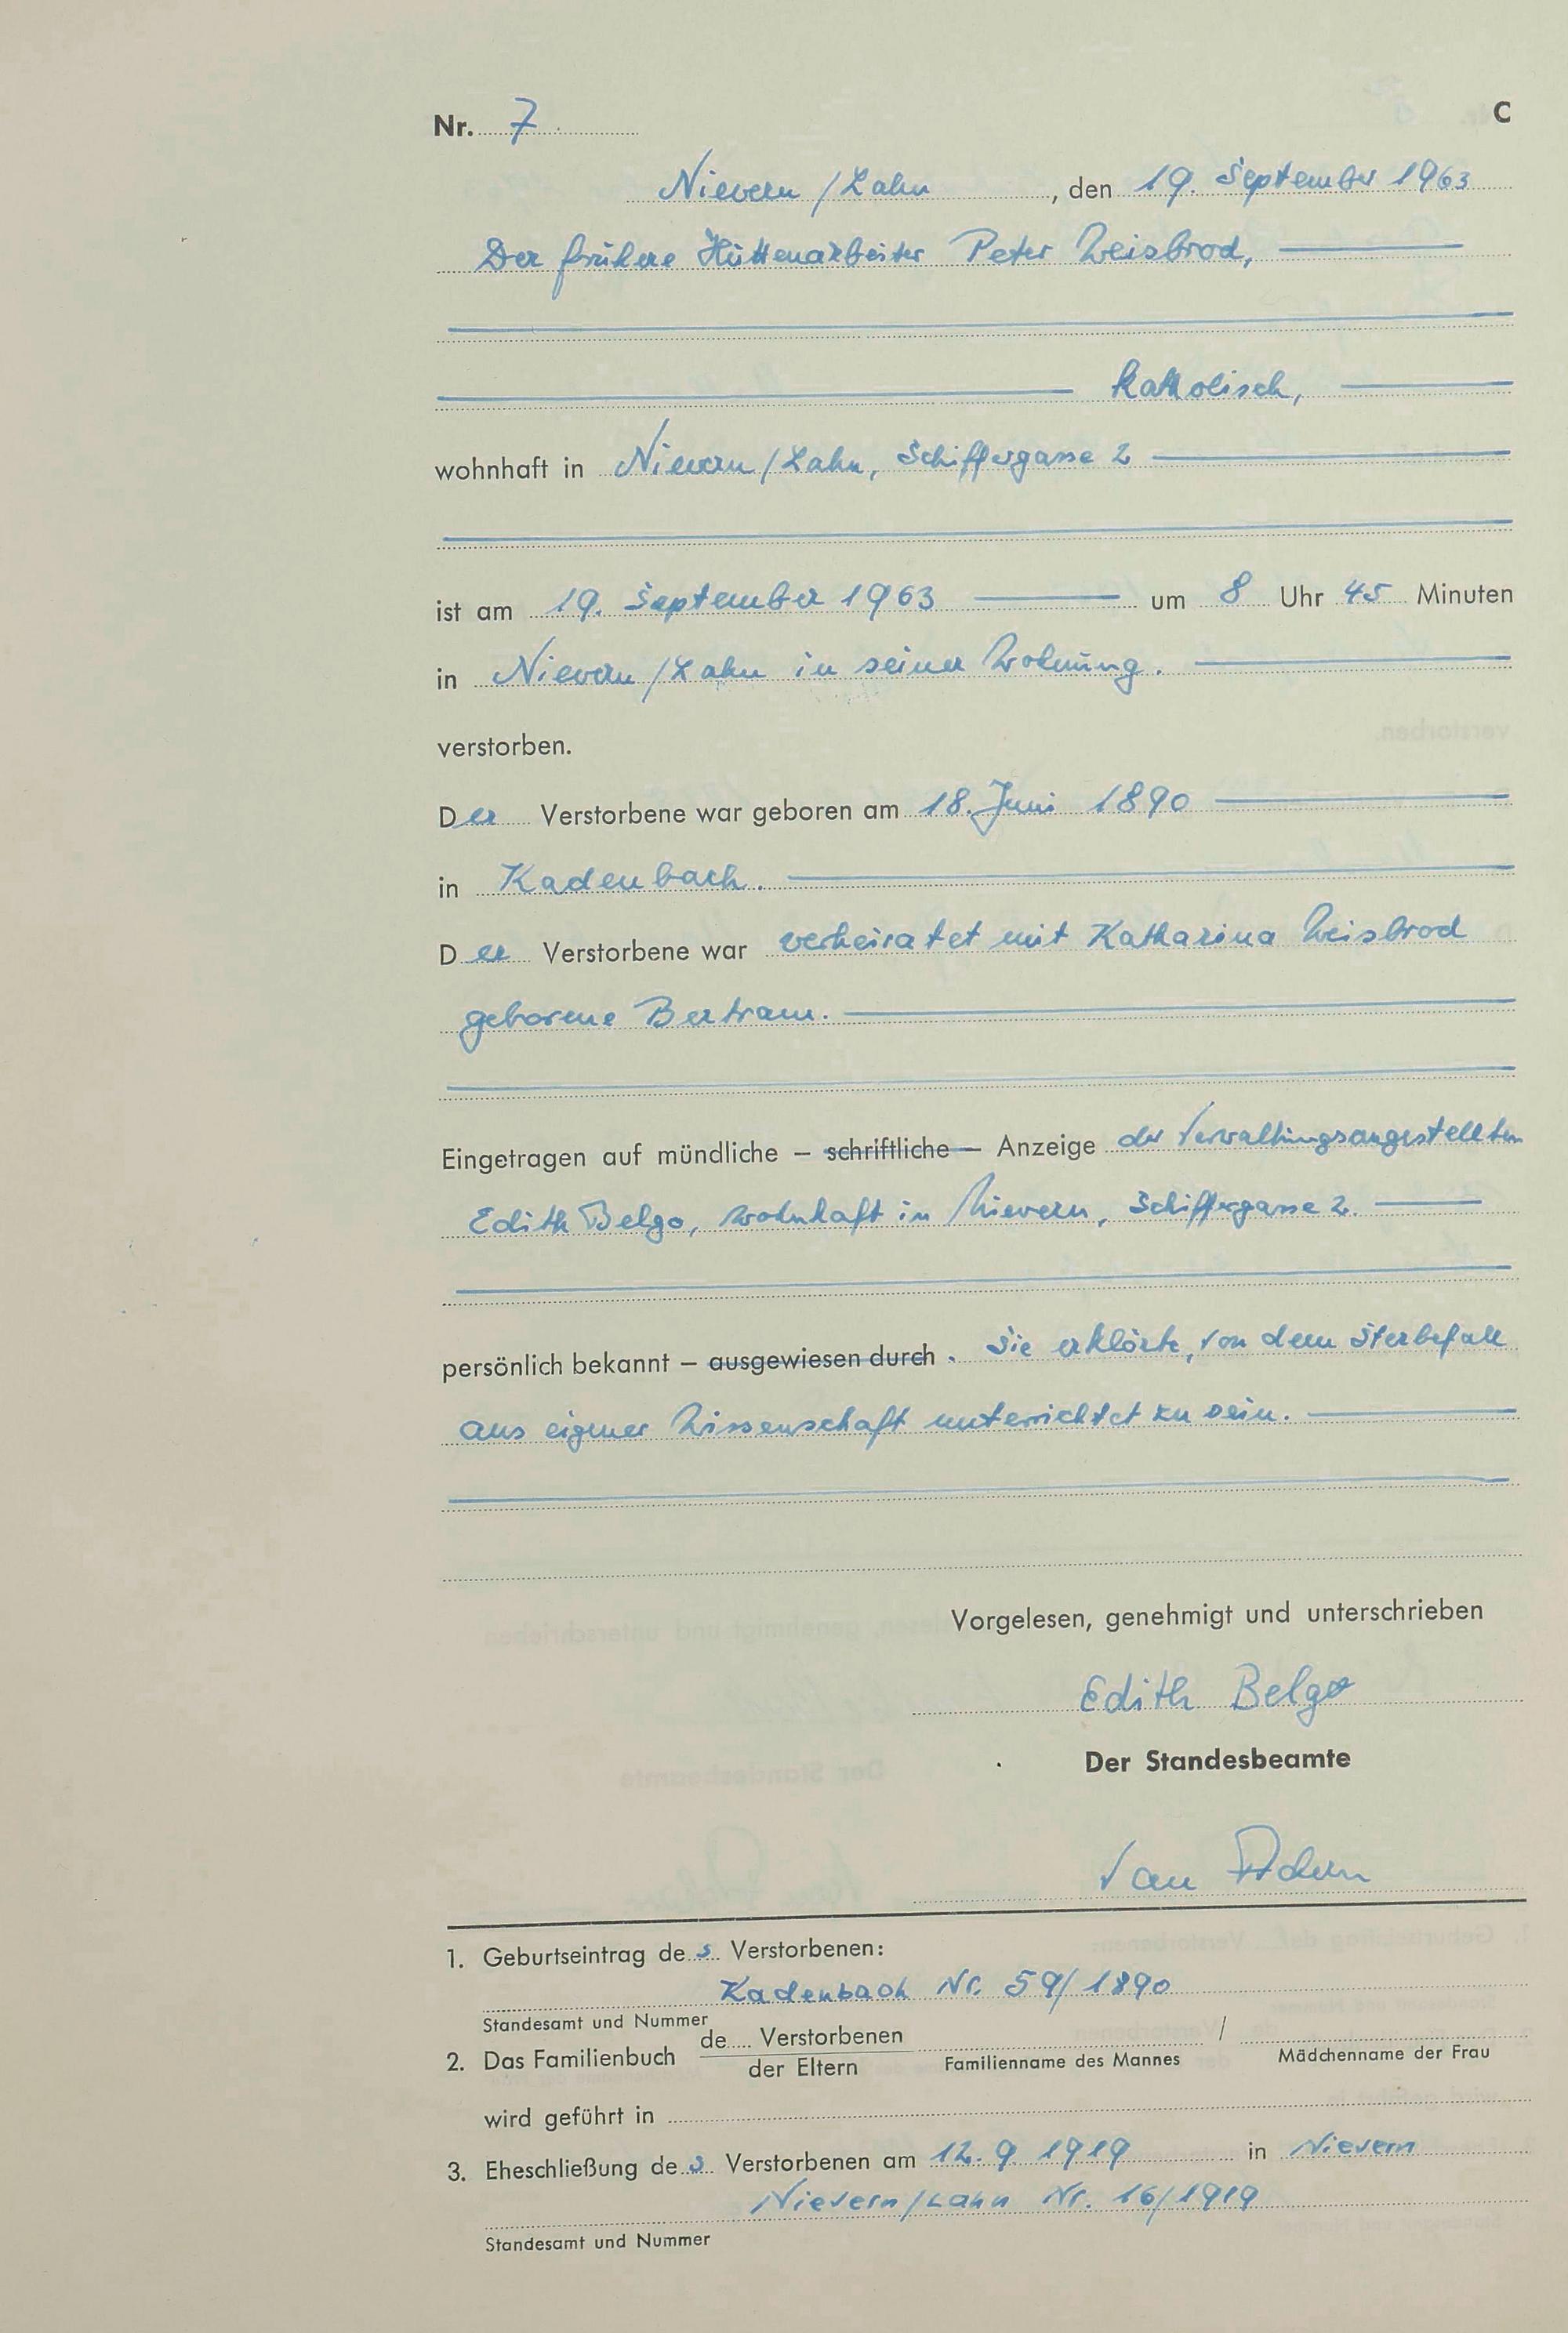 Nr. 7 C
Nievern/Lahn, den 19. September 1963
Der frühere Hüttenarbeiter Peter Weisbrod,
katholisch,
wohnhaft in Nievern/Lahn, Schiffergasse 2
ist am 19. September 1963 um 8 Uhr 45 Minuten
in Nievern/Lahn in seiner Wohnung.
verstorben.
Der Verstorbene war geboren am 18. Juni 1890
in Kadenbach.
Der Verstorbene war verheiratet mit Katharina Weisbrod
geborene Bertram.
Eingetragen auf mündliche – schriftliche – Anzeige der Verwaltungsangestellten
Edith Belgo, wohnhaft in Nievern, Schiffergasse 2.
persönlich bekannt – ausgewiesen durch . Sie erklärte, von dem Sterbefall
aus eigener Wissenschaft unterrichtet zu sein.
Vorgelesen, genehmigt und unterschrieben
Edith Belgo
Der Standesbeamte
1. Geburtseintrag des Verstorbenen:
Kadenbach Nr. 59/1890
Standesamt und Nummer
2. Das Familienbuch de.... Verstorbenen / 
der Eltern Familienname des Mannes Mädchenname der Frau
wird geführt in
3. Eheschließung des Verstorbenen am 12. 9. 1919 in Nievern
Nievern/Lahn Nr. 16/1919
Standesamt und Nummer